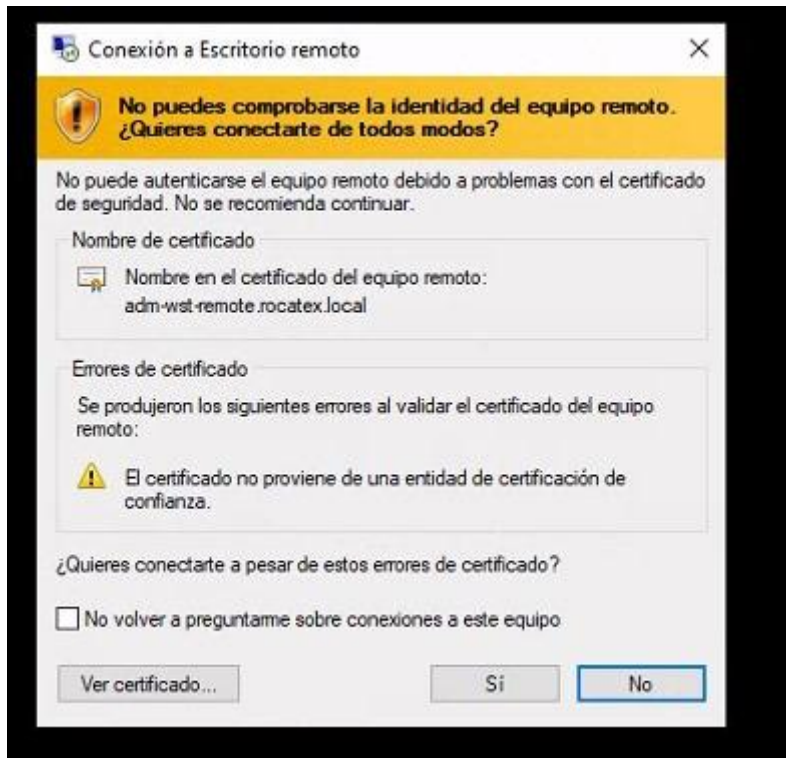 Conexión a Escritorio remoto
No puedes comprobarse la identidad del equipo remoto.
¿Quieres conectarte de todos modos?
No puede autenticarse el equipo remoto debido a problemas con el certificado
de seguridad. No se recomienda continuar.
Nombre de certificado
Nombre en el certificado del equipo remoto:
adm-wst-remote.rocatex.local
Errores de certificado
Se produjeron los siguientes errores al validar el certificado del equipo
remoto:
El certificado no proviene de una entidad de certificación de
confianza.
¿Quieres conectarte a pesar de estos errores de certificado?
No volver a preguntarme sobre conexiones a este equipo
Ver certificado... Sí No